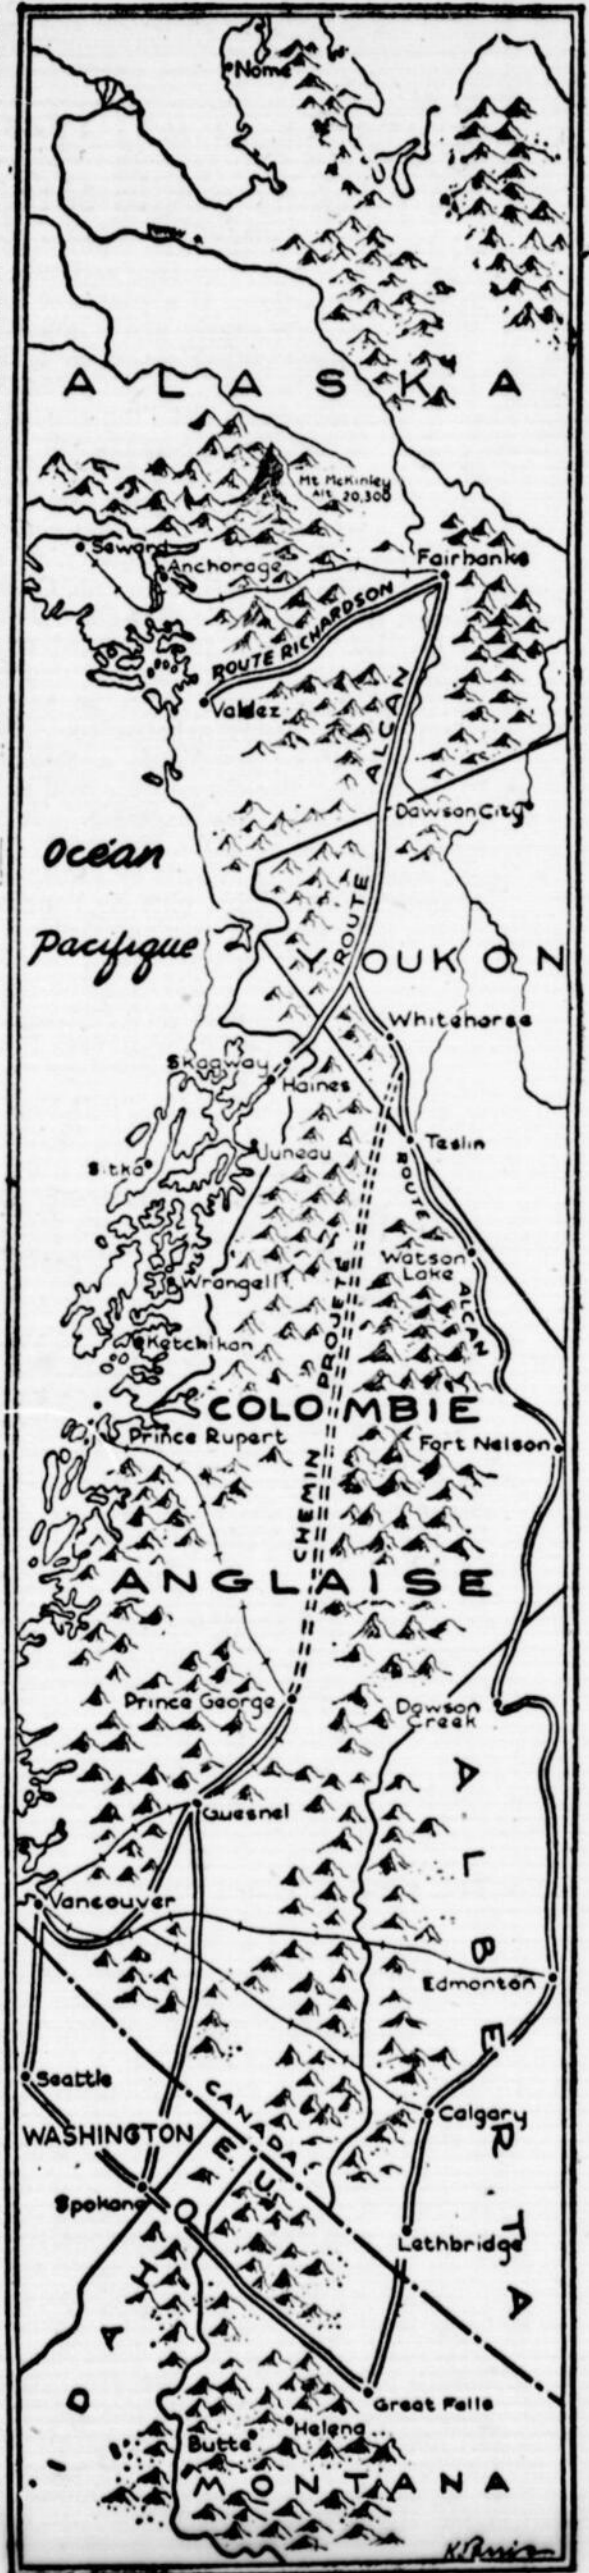 Nome
ALASKA
Mt McKinley
Alt. 20,300
Seward
Anchorage
Fairbanks
ROUTE RICHARDSON
Valdez
ROUTE ALCAN
Dawson City
Océan
Pacifique
YOUKON
Whitehorse
Skagway
Haines
Teslin
Juneau
Sitka
ROUTE ALCAN
Watson
Lake
Wrangell
Ketchikan
CHEMIN PROJETÉ
COLOMBIE
Prince Rupert
Fort Nelson
ANGLAISE
Prince George
Dawson
Creek
Quesnel
ALBERTA
Vancouver
Edmonton
Seattle
CANADA
Calgary
WASHINGTON
E. U.
Spokane
Lethbridge
IDAHO
Great Falls
Helena
Butte
MONTANA